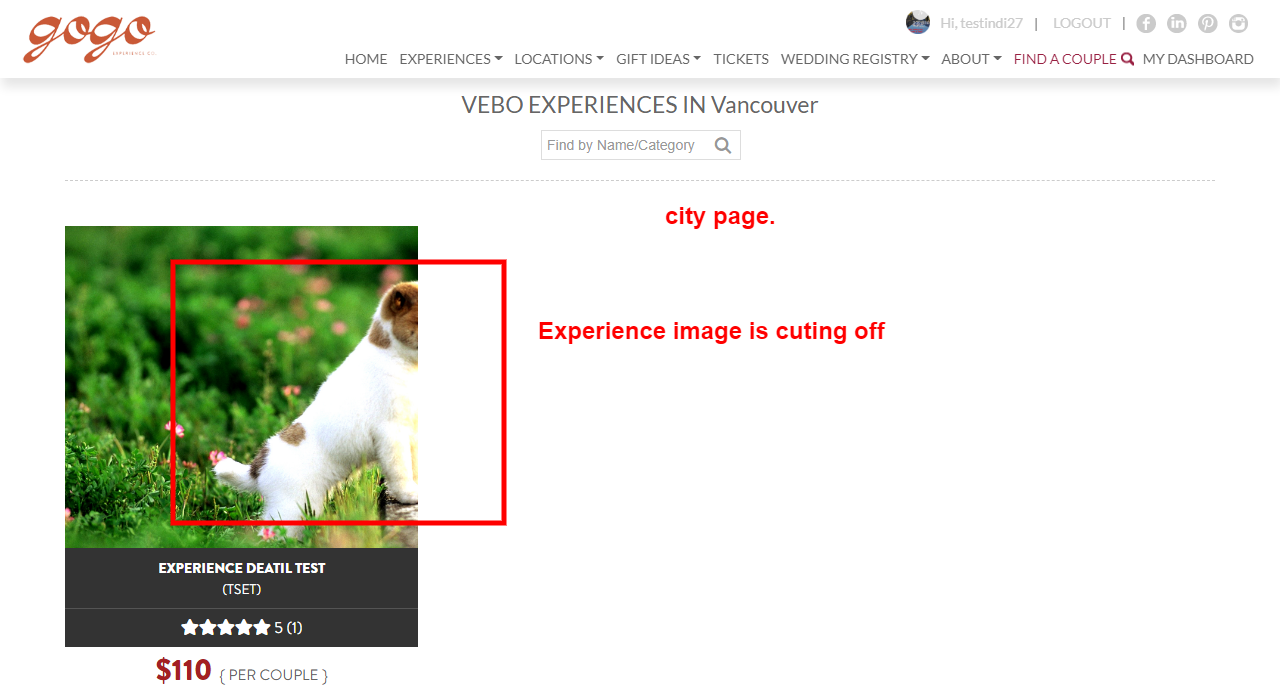 gogo
EXPERIENCE CO.
Hi, testindi27 | LOGOUT |
HOME EXPERIENCES LOCATIONS GIFT IDEAS TICKETS WEDDING REGISTRY ABOUT FIND A COUPLE MY DASHBOARD
VEBO EXPERIENCES IN Vancouver
Find by Name/Category
city page.
Experience image is cuting off
EXPERIENCE DEATIL TEST
(TSET)
5 (1)
$110 { PER COUPLE }